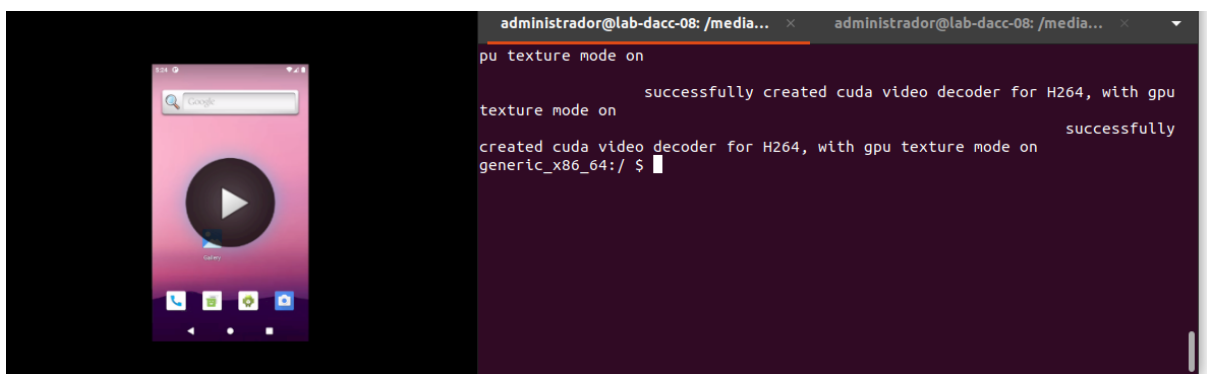 administrador@lab-dacc-08: /media... ×
administrador@lab-dacc-08: /media... ×
pu texture mode on
successfully created cuda video decoder for H264, with gpu
texture mode on
successfully
created cuda video decoder for H264, with gpu texture mode on
generic_x86_64:/ $
Google
Gallery